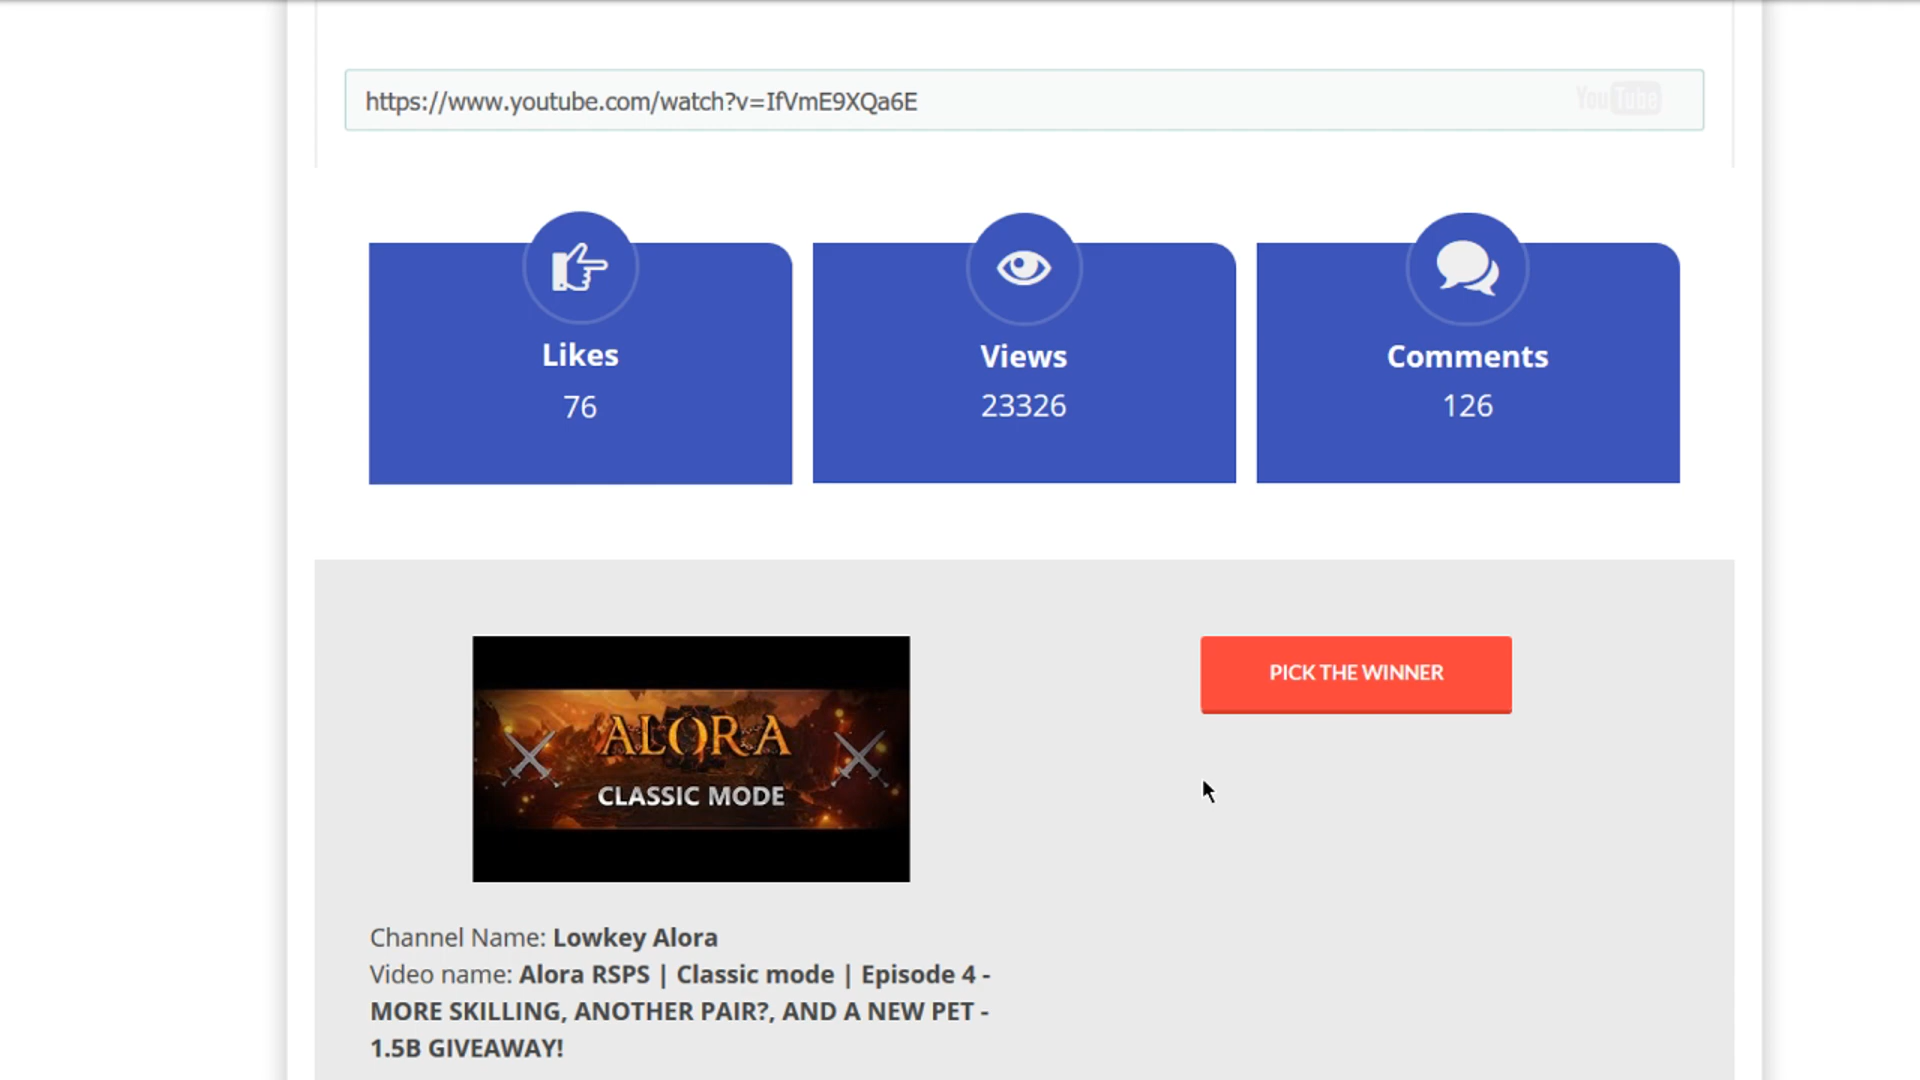 https://www.youtube.com/watch?v=IfVmE9XQa6E
YouTube
Likes
76
Views
23326
Comments
126
PICK THE WINNER
ALORA
CLASSIC MODE
Channel Name: Lowkey Alora
Video name: Alora RSPS | Classic mode | Episode 4 -
MORE SKILLING, ANOTHER PAIR?, AND A NEW PET -
1.5B GIVEAWAY!